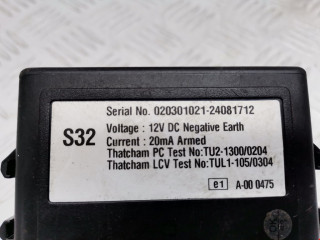 Serial No. 020301021-24081712
S32
Voltage : 12V DC Negative Earth
Current : 20mA Armed
Thatcham PC Test No:TU2-1300/0204
Thatcham LCV Test No:TUL1-105/0304
e1 A-00 0475